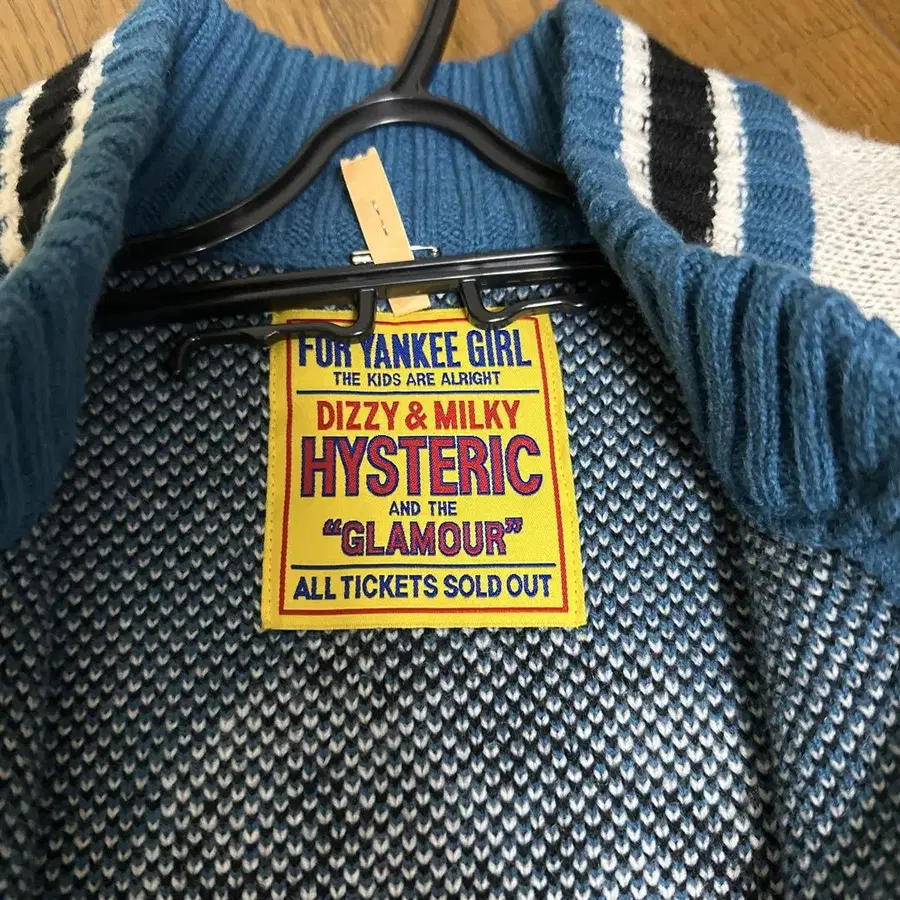 FOR YANKEE GIRL
THE KIDS ARE ALRIGHT
DIZZY & MILKY
HYSTERIC
AND THE
"GLAMOUR"
ALL TICKETS SOLD OUT